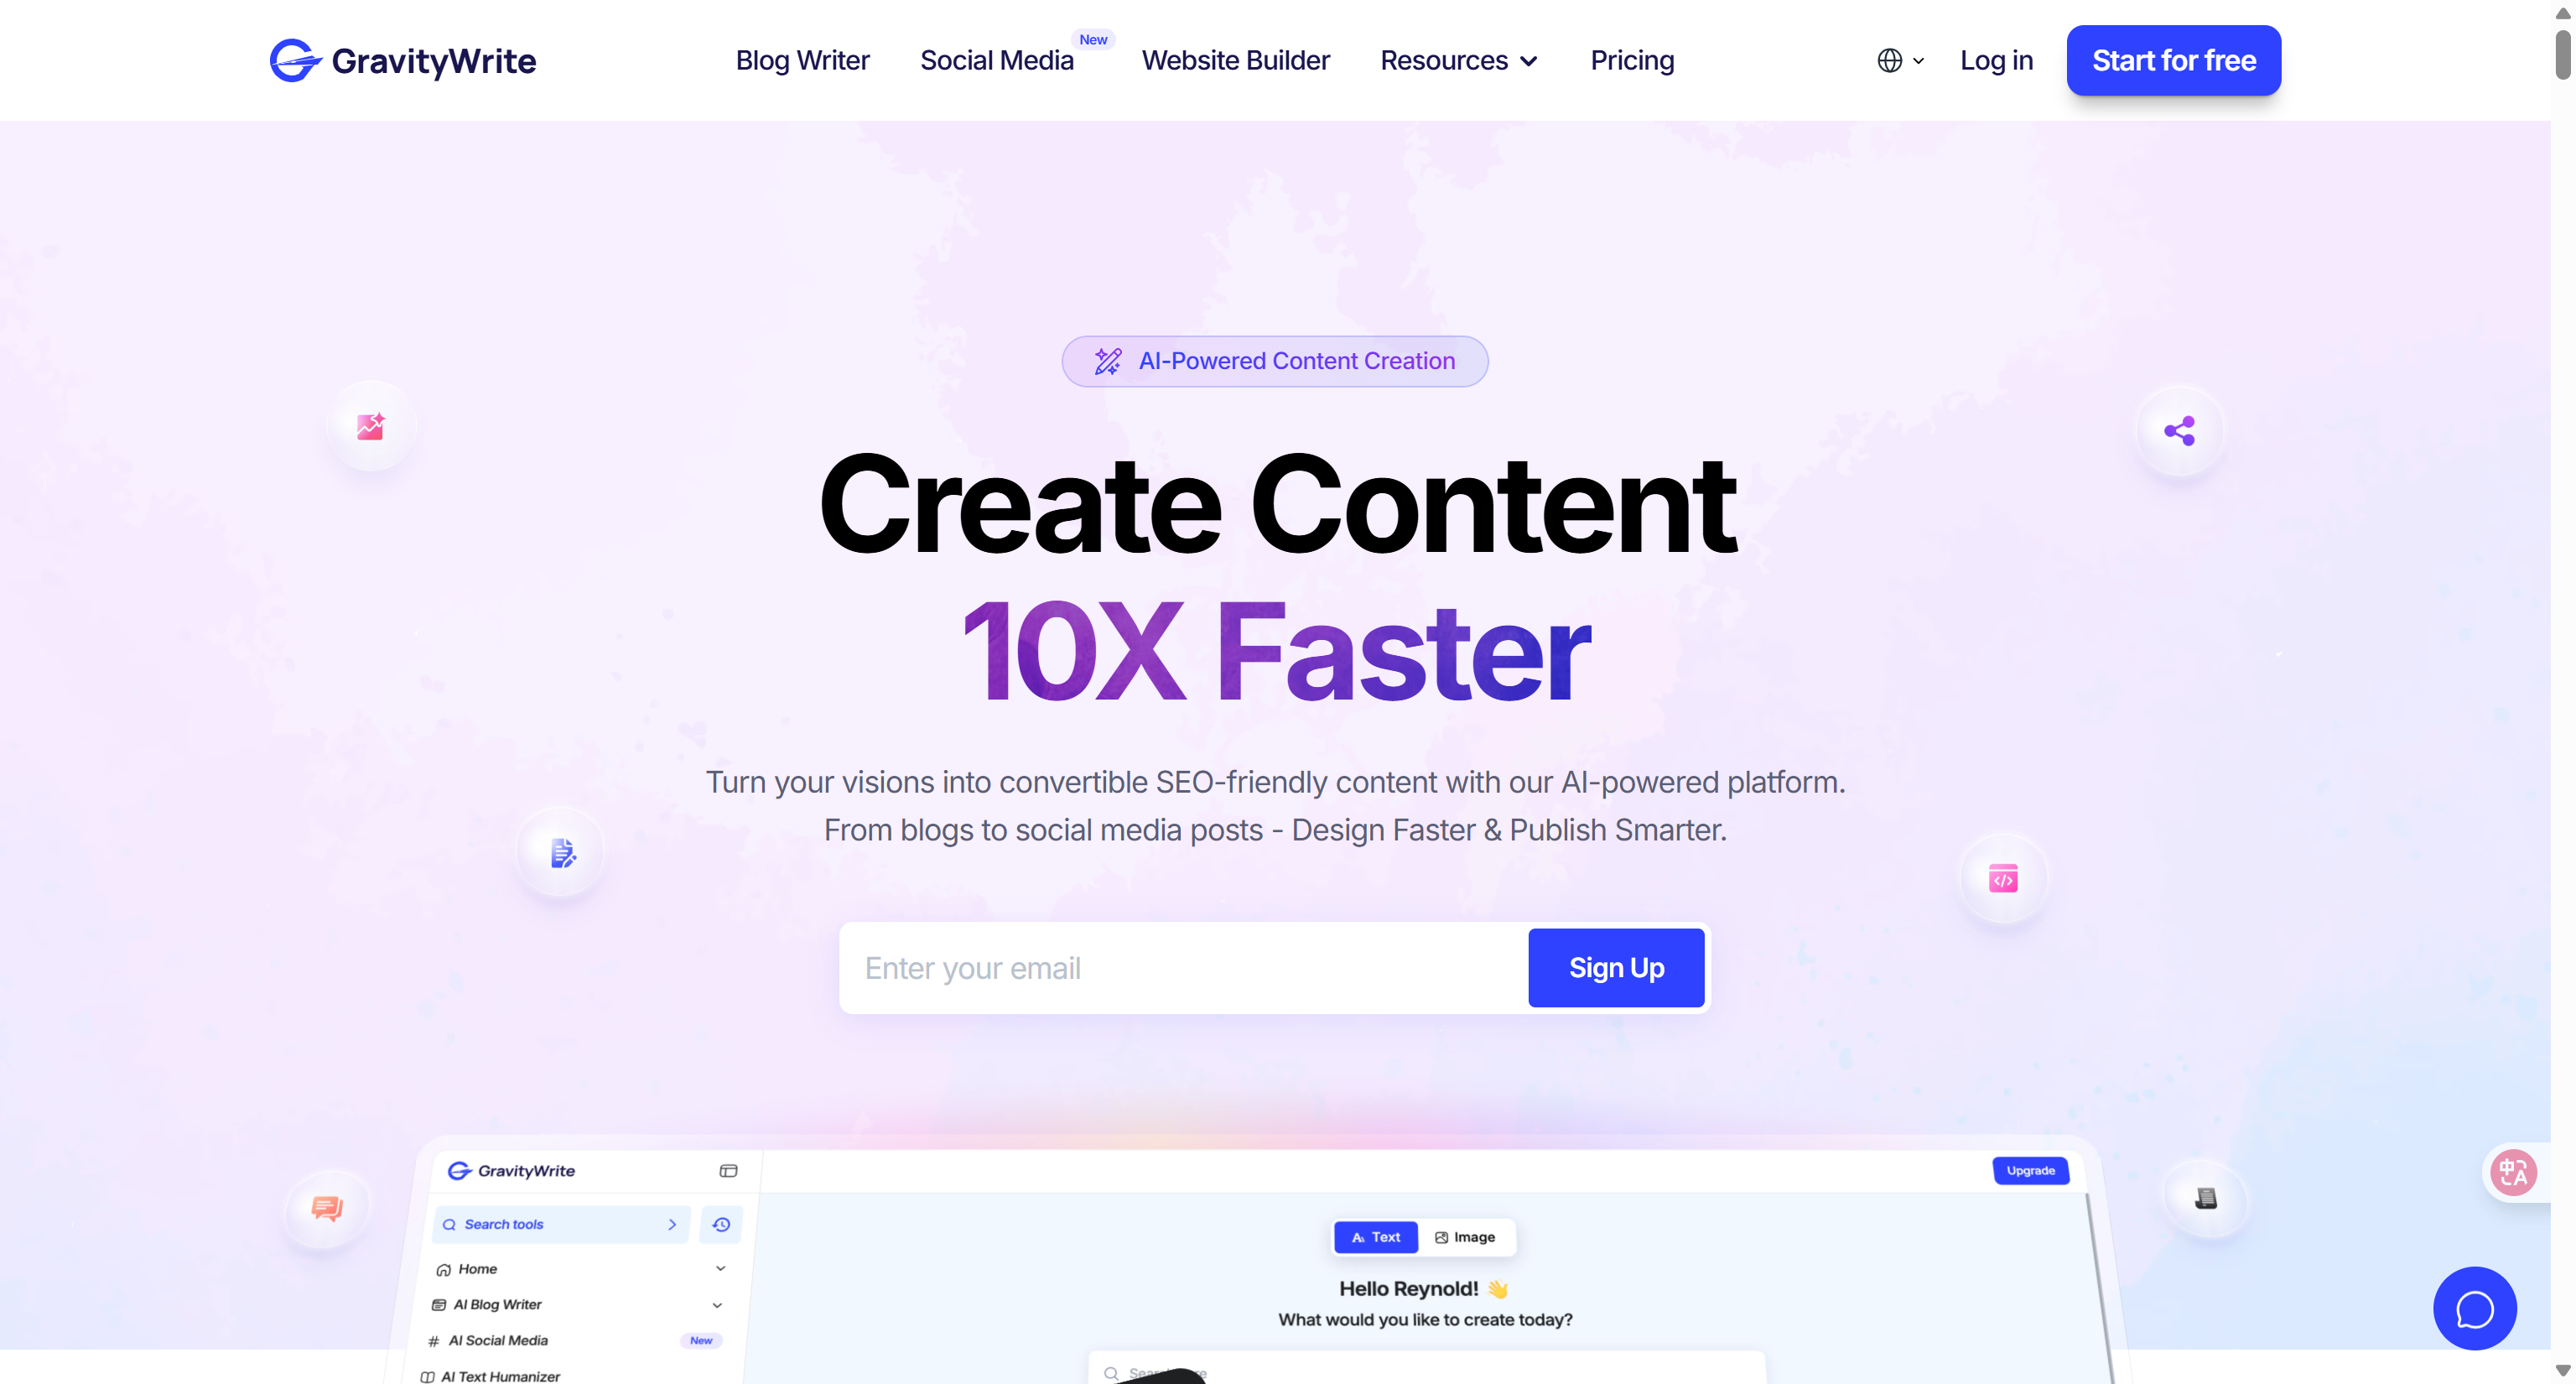 GravityWrite
Blog Writer
Social Media
New
Website Builder
Resources
Pricing
Log in
Start for free
AI-Powered Content Creation
Create Content
10X Faster
Turn your visions into convertible SEO-friendly content with our AI-powered platform.
From blogs to social media posts - Design Faster & Publish Smarter.
Enter your email
Sign Up
GravityWrite
Upgrade
Search tools
Text
Image
Home
Hello Reynold! 👋
AI Blog Writer
What would you like to create today?
AI Social Media
New
AI Text Humanizer
中A